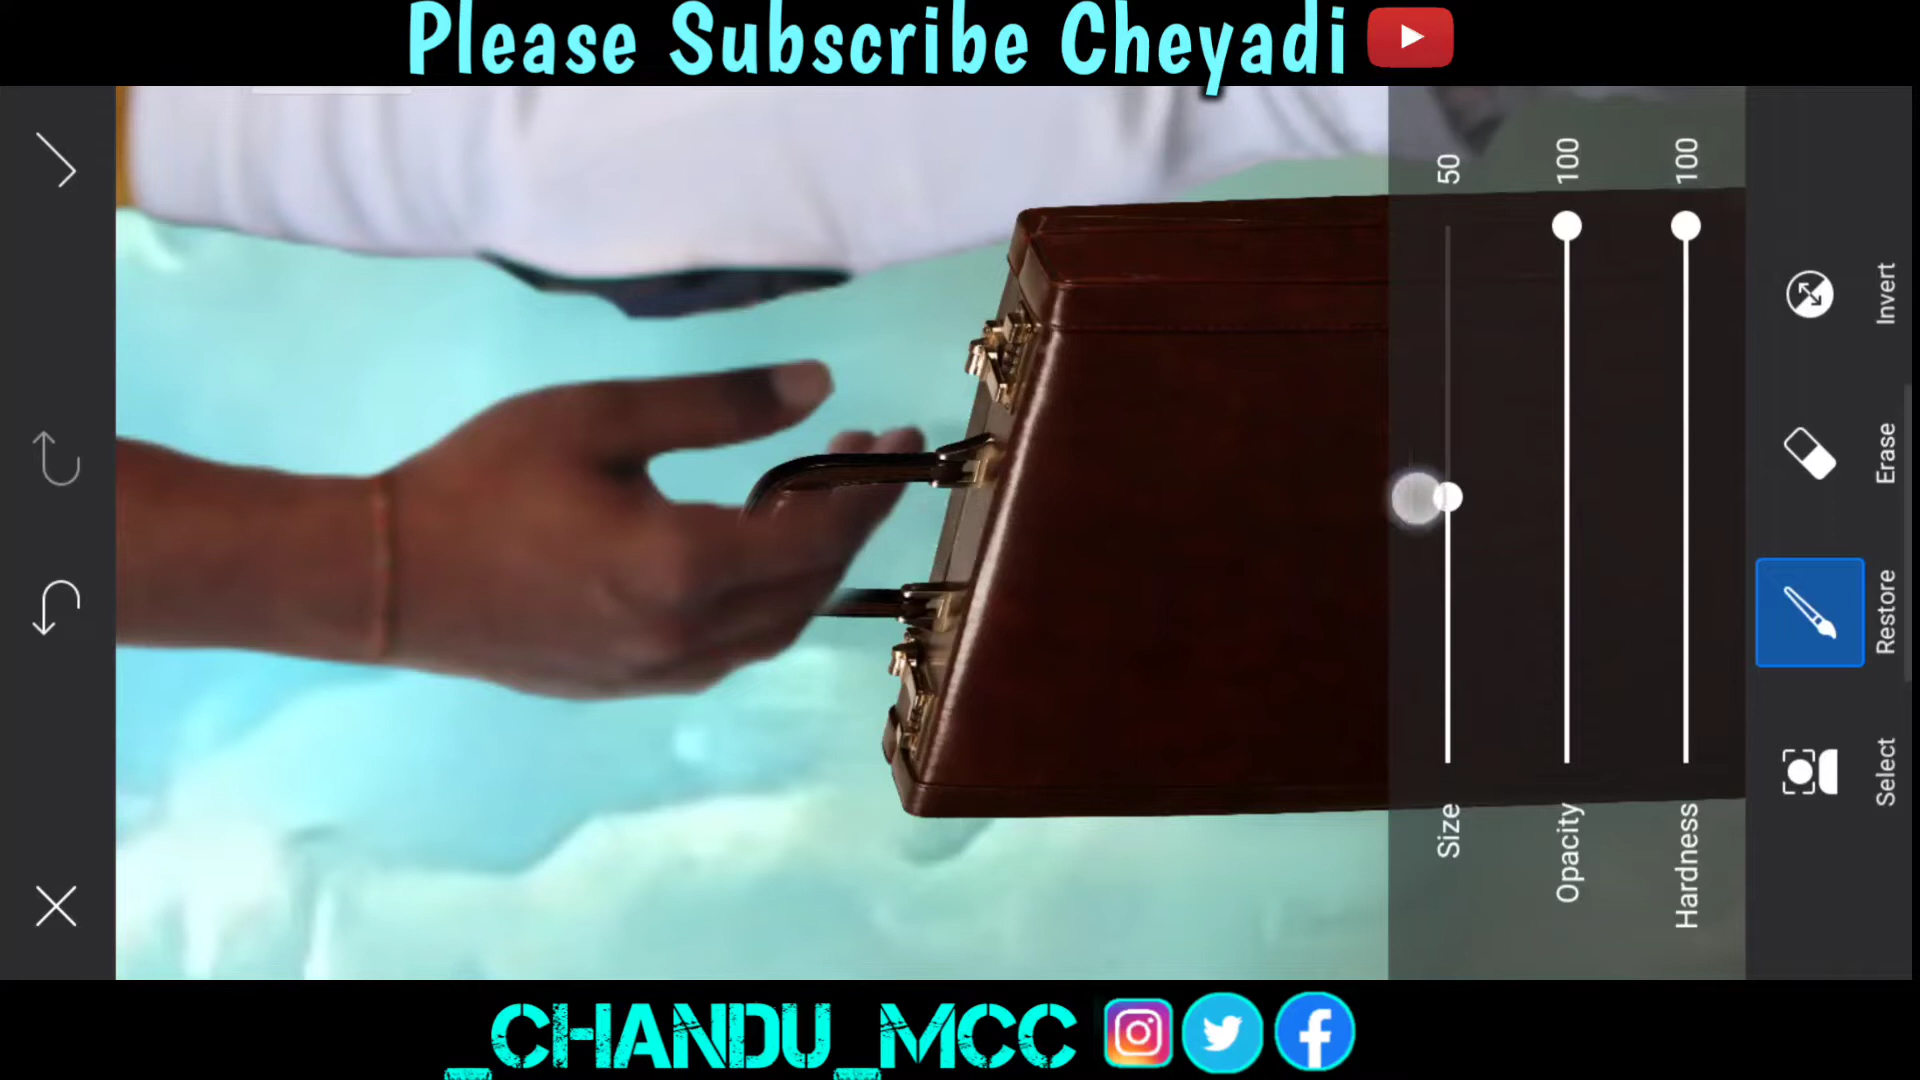 Please Subscribe Cheyadi
50
100
100
Size
Opacity
Hardness
Invert
Erase
Restore
Select
_CHANDU_MCC